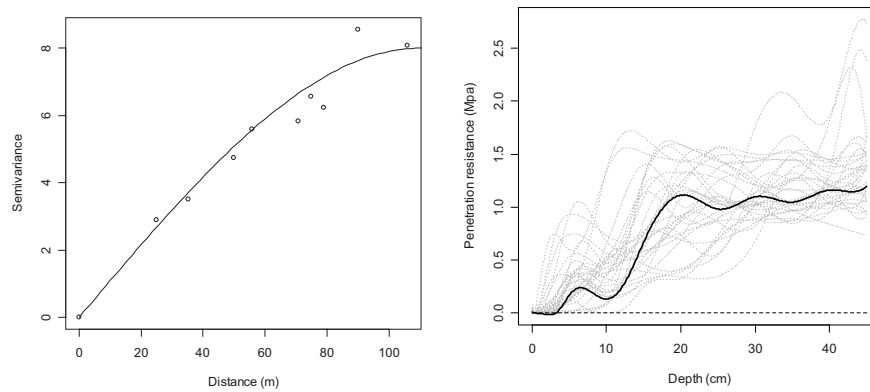 Semivariance
8
6
4
2
0
0 20 40 60 80 100
Distance (m)
Penetration resistance (Mpa)
2.5
2.0
1.5
1.0
0.5
0.0
0 10 20 30 40
Depth (cm)